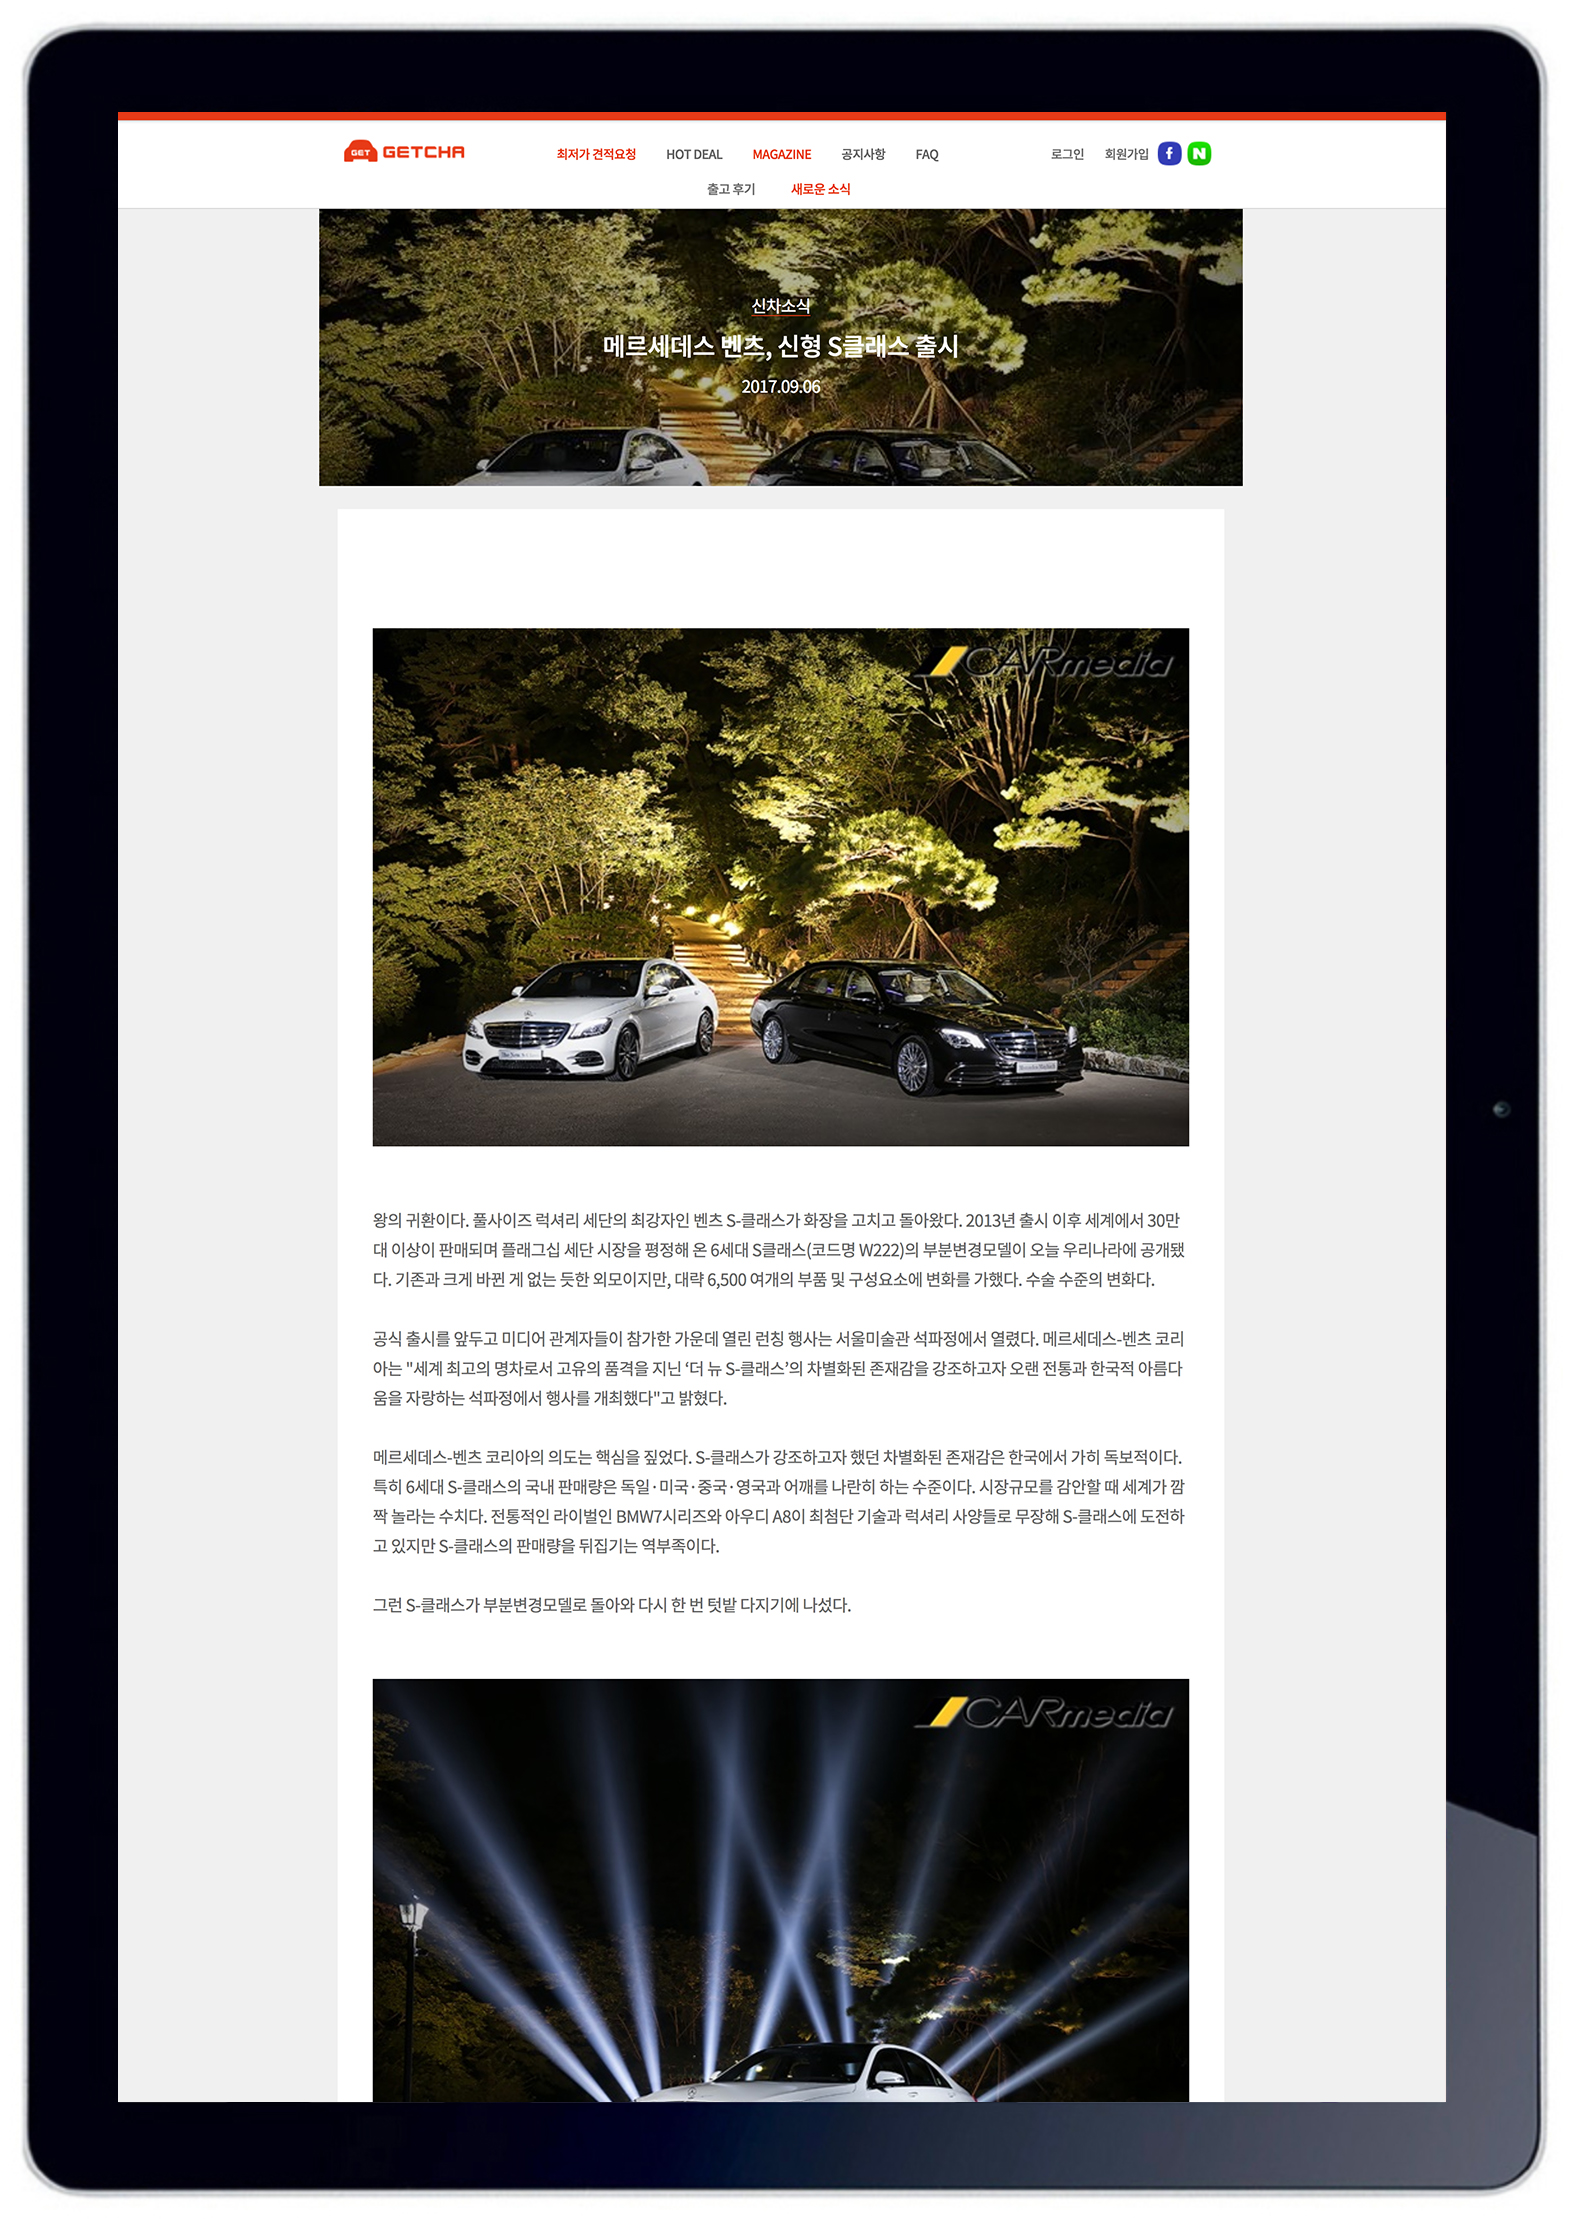 GET GETCHA
최저가 견적요청 HOT DEAL MAGAZINE 공지사항 FAQ 로그인 회원가입 f N
출고 후기 새로운 소식
신차소식
메르세데스 벤츠, 신형 S클래스 출시
2017.09.06
CARmedia
왕의 귀환이다. 풀사이즈 럭셔리 세단의 최강자인 벤츠 S-클래스가 화장을 고치고 돌아왔다. 2013년 출시 이후 세계에서 30만
대 이상이 판매되며 플래그십 세단 시장을 평정해 온 6세대 S클래스(코드명 W222)의 부분변경모델이 오늘 우리나라에 공개됐
다. 기존과 크게 바뀐 게 없는 듯한 외모이지만, 대략 6,500 여개의 부품 및 구성요소에 변화를 가했다. 수술 수준의 변화다.
공식 출시를 앞두고 미디어 관계자들이 참가한 가운데 열린 런칭 행사는 서울미술관 석파정에서 열렸다. 메르세데스-벤츠 코리
아는 "세계 최고의 명차로서 고유의 품격을 지닌 ‘더 뉴 S-클래스’의 차별화된 존재감을 강조하고자 오랜 전통과 한국적 아름다
움을 자랑하는 석파정에서 행사를 개최했다"고 밝혔다.
메르세데스-벤츠 코리아의 의도는 핵심을 짚었다. S-클래스가 강조하고자 했던 차별화된 존재감은 한국에서 가히 독보적이다.
특히 6세대 S-클래스의 국내 판매량은 독일·미국·중국·영국과 어깨를 나란히 하는 수준이다. 시장규모를 감안할 때 세계가 깜
짝 놀라는 수치다. 전통적인 라이벌인 BMW7시리즈와 아우디 A8이 최첨단 기술과 럭셔리 사양들로 무장해 S-클래스에 도전하
고 있지만 S-클래스의 판매량을 뒤집기는 역부족이다.
그런 S-클래스가 부분변경모델로 돌아와 다시 한 번 텃밭 다지기에 나섰다.
CARmedia